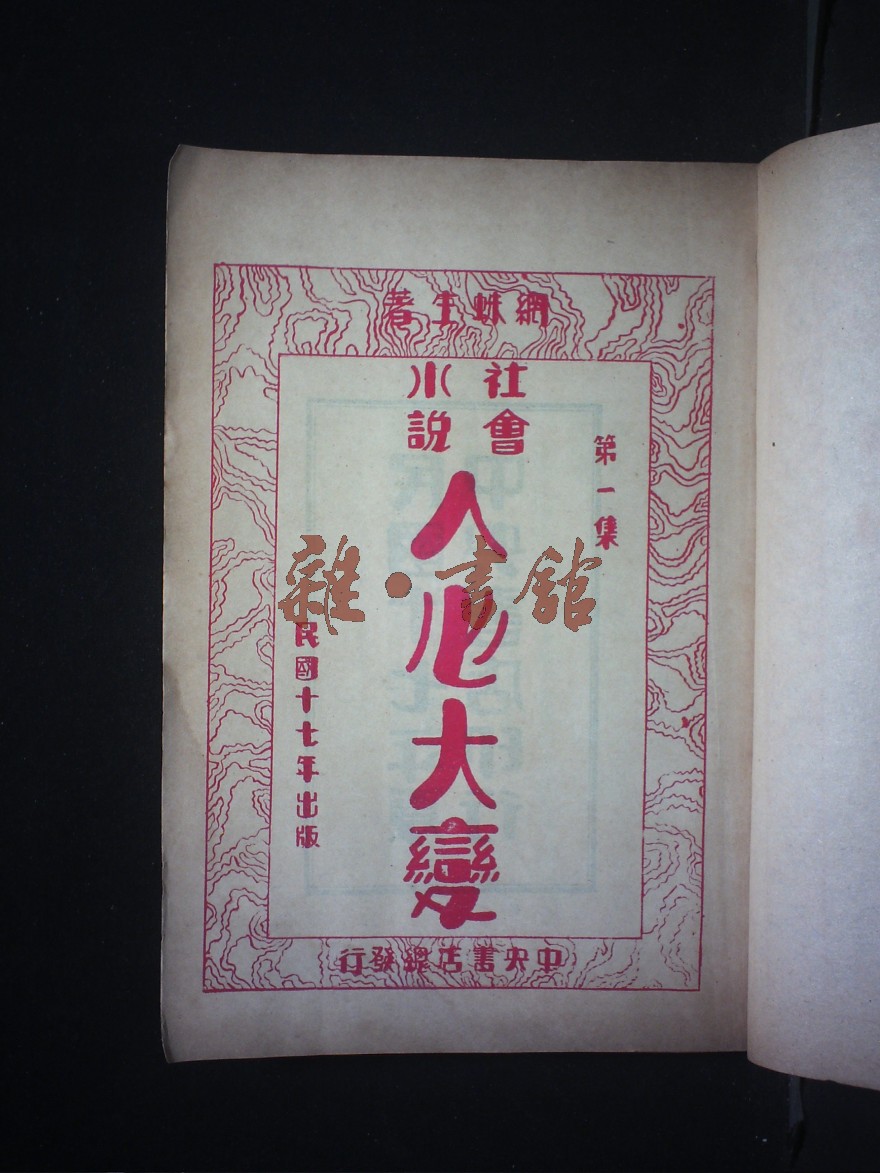 網蛛生著
社會
小說
第一集
人心大變
民國十七年出版
中央書店總發行
雜·書館